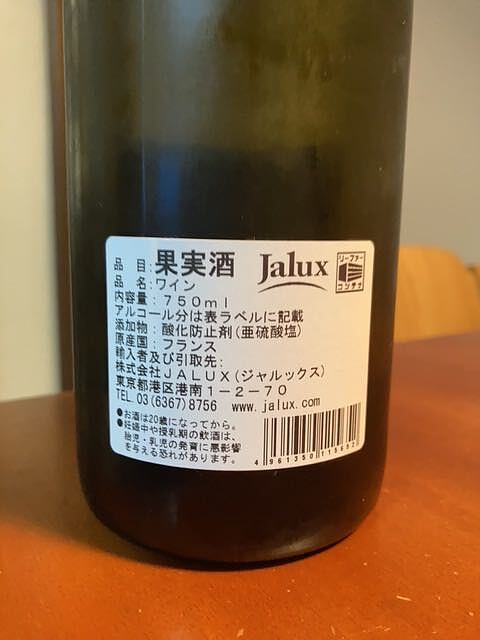 品 目:果実酒 Jalux
リーファー
コンテナ
品 名:ワイン
内容量:750ml
アルコール分は表ラベルに記載
添加物:酸化防止剤(亜硫酸塩)
原産国:フランス
輸入者及び引取先:
株式会社JALUX(ジャルックス)
東京都港区港南1-2-70
TEL 03(6367)8756 www.jalux.com
●お酒は20歳になってから。
●妊娠中や授乳期の飲酒は、
胎児・乳児の発育に悪影響
を与える恐れがあります。
4 961350 115652